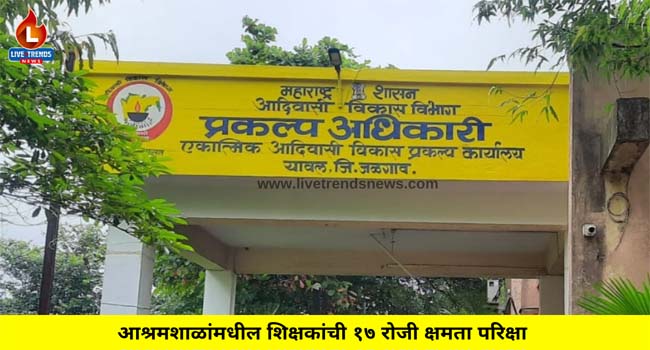 LIVE TRENDS
NEWS
महाराष्ट्र शासन
आदिवासी - विकास विभाग
प्रकल्प अधिकारी
एकात्मिक आदिवासी विकास प्रकल्प कार्यालय
यावल, जि. जळगाव.
www.livetrendsnews.com
आश्रमशाळांमधील शिक्षकांची १७ रोजी क्षमता परिक्षा